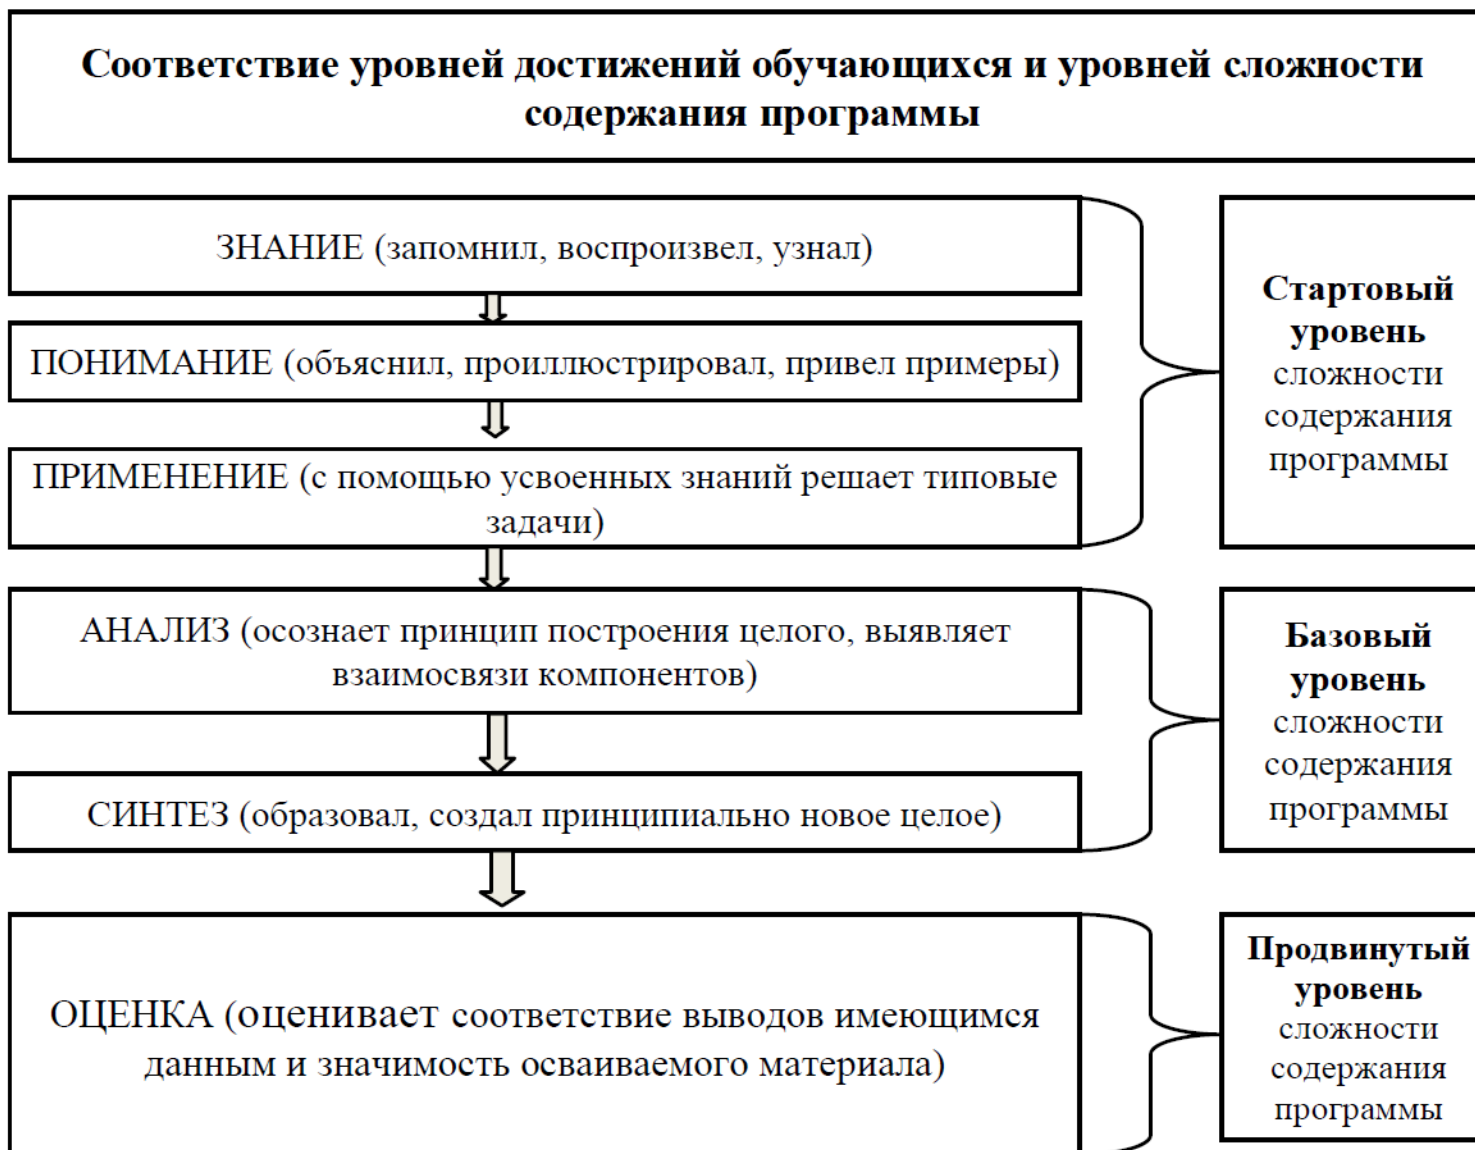 Соответствие уровней достижений обучающихся и уровней сложности
содержания программы
ЗНАНИЕ (запомнил, воспроизвел, узнал)
ПОНИМАНИЕ (объяснил, проиллюстрировал, привел примеры)
ПРИМЕНЕНИЕ (с помощью усвоенных знаний решает типовые
задачи)
Стартовый
уровень
сложности
содержания
программы
АНАЛИЗ (осознает принцип построения целого, выявляет
взаимосвязи компонентов)
СИНТЕЗ (образовал, создал принципиально новое целое)
Базовый
уровень
сложности
содержания
программы
ОЦЕНКА (оценивает соответствие выводов имеющимся
данным и значимость осваиваемого материала)
Продвинутый
уровень
сложности
содержания
программы